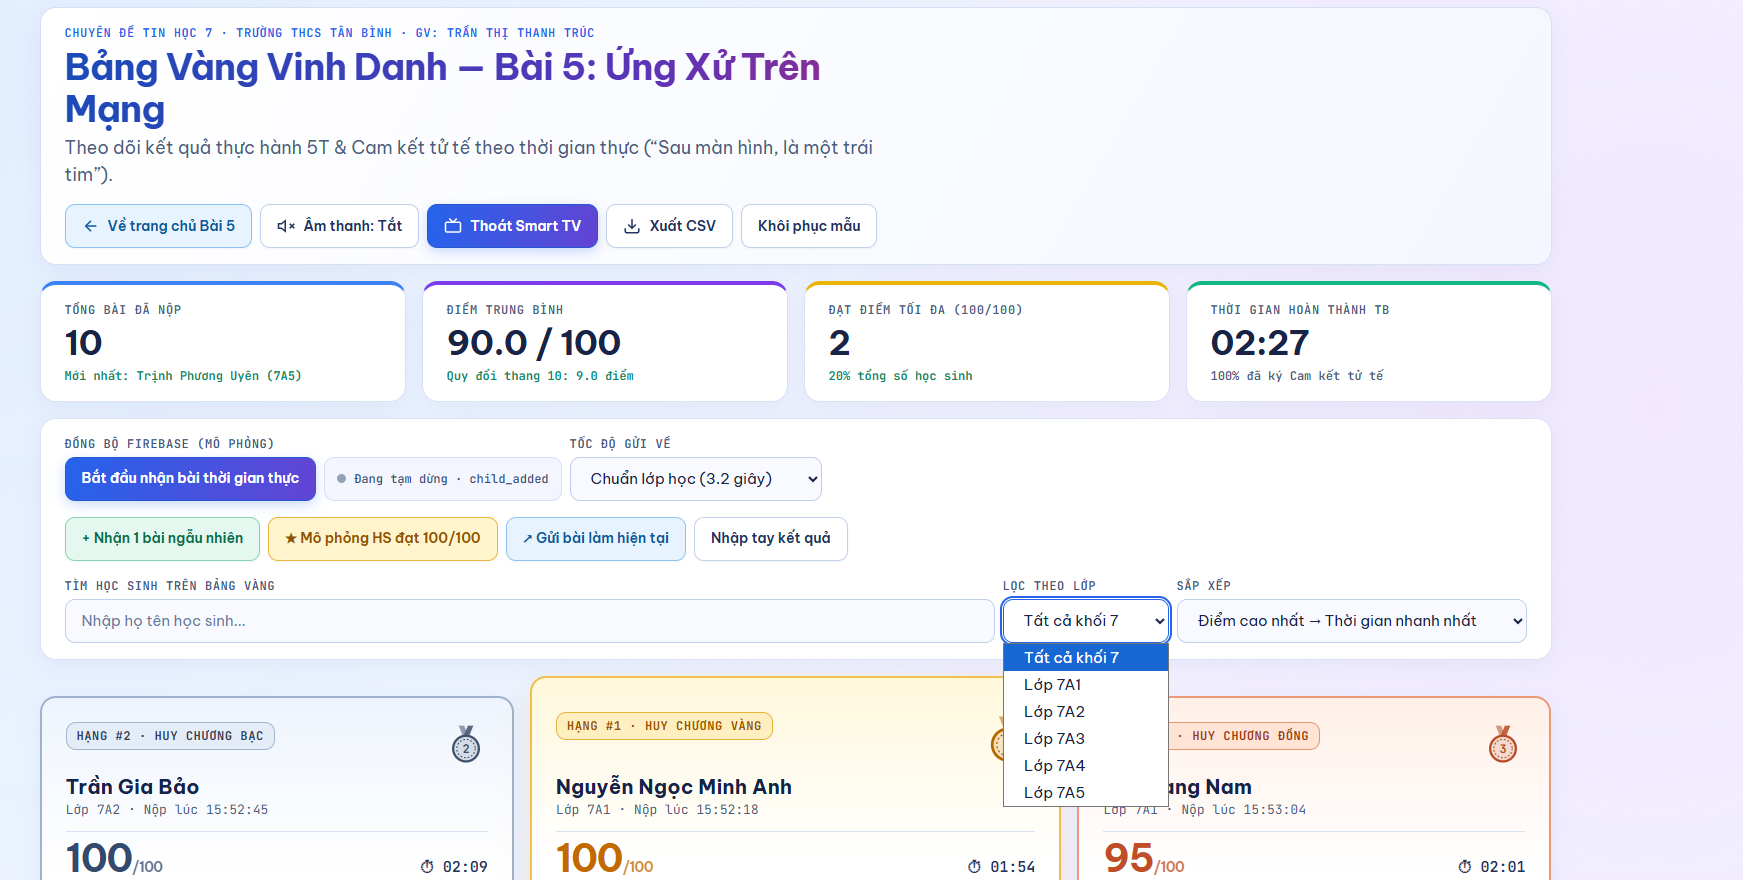 CHUYÊN ĐỀ TIN HỌC 7 · TRƯỜNG THCS TÂN BÌNH · GV: TRẦN THỊ THANH TRÚC
Bảng Vàng Vinh Danh — Bài 5: Ứng Xử Trên
Mạng
Theo dõi kết quả thực hành 5T & Cam kết tử tế theo thời gian thực (“Sau màn hình, là một trái
tim”).
Về trang chủ Bài 5
Âm thanh: Tắt
Thoát Smart TV
Xuất CSV
Khôi phục mẫu
TỔNG BÀI ĐÃ NỘP
10
Mới nhất: Trịnh Phương Uyên (7A5)
ĐIỂM TRUNG BÌNH
90.0 / 100
Quy đổi thang 10: 9.0 điểm
ĐẠT ĐIỂM TỐI ĐA (100/100)
2
20% tổng số học sinh
THỜI GIAN HOÀN THÀNH TB
02:27
100% đã ký Cam kết tử tế
ĐỒNG BỘ FIREBASE (MÔ PHỎNG)
Bắt đầu nhận bài thời gian thực
Đang tạm dừng · child_added
TỐC ĐỘ GỬI VỀ
Chuẩn lớp học (3.2 giây)
+ Nhận 1 bài ngẫu nhiên
★ Mô phỏng HS đạt 100/100
↗ Gửi bài làm hiện tại
Nhập tay kết quả
TÌM HỌC SINH TRÊN BẢNG VÀNG
Nhập họ tên học sinh...
LỌC THEO LỚP
Tất cả khối 7
SẮP XẾP
Điểm cao nhất → Thời gian nhanh nhất
Tất cả khối 7
Lớp 7A1
Lớp 7A2
Lớp 7A3
Lớp 7A4
Lớp 7A5
HẠNG #2 · HUY CHƯƠNG BẠC
2
Trần Gia Bảo
Lớp 7A2 · Nộp lúc 15:52:45
100/100
⏱ 02:09
HẠNG #1 · HUY CHƯƠNG VÀNG
Nguyễn Ngọc Minh Anh
Lớp 7A1 · Nộp lúc 15:52:18
100/100
⏱ 01:54
· HUY CHƯƠNG ĐỒNG
3
Nam
Lớp 7A1 · Nộp lúc 15:53:04
95/100
⏱ 02:01